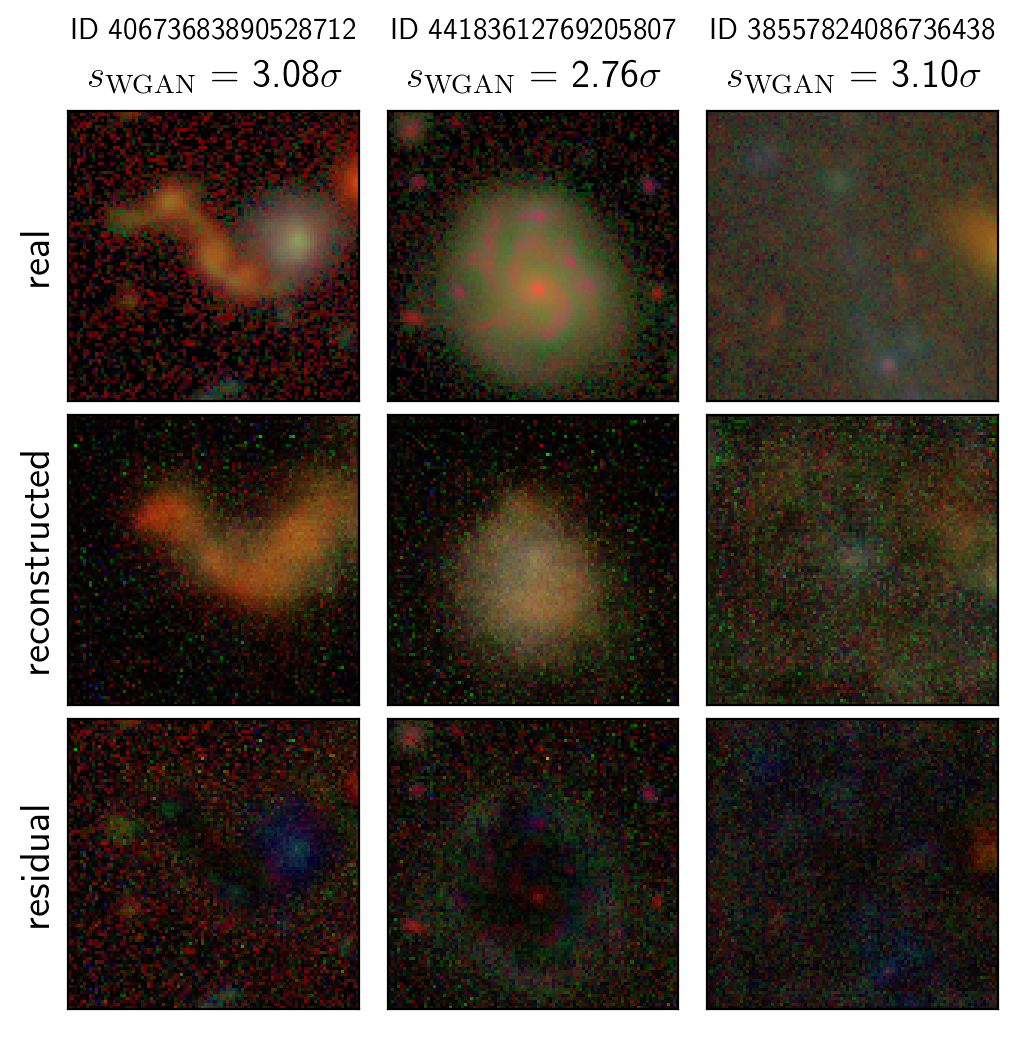 ID 40673683890528712 ID 44183612769205807 ID 38557824086736438
s_WGAN = 3.08σ s_WGAN = 2.76σ s_WGAN = 3.10σ
real
reconstructed
residual